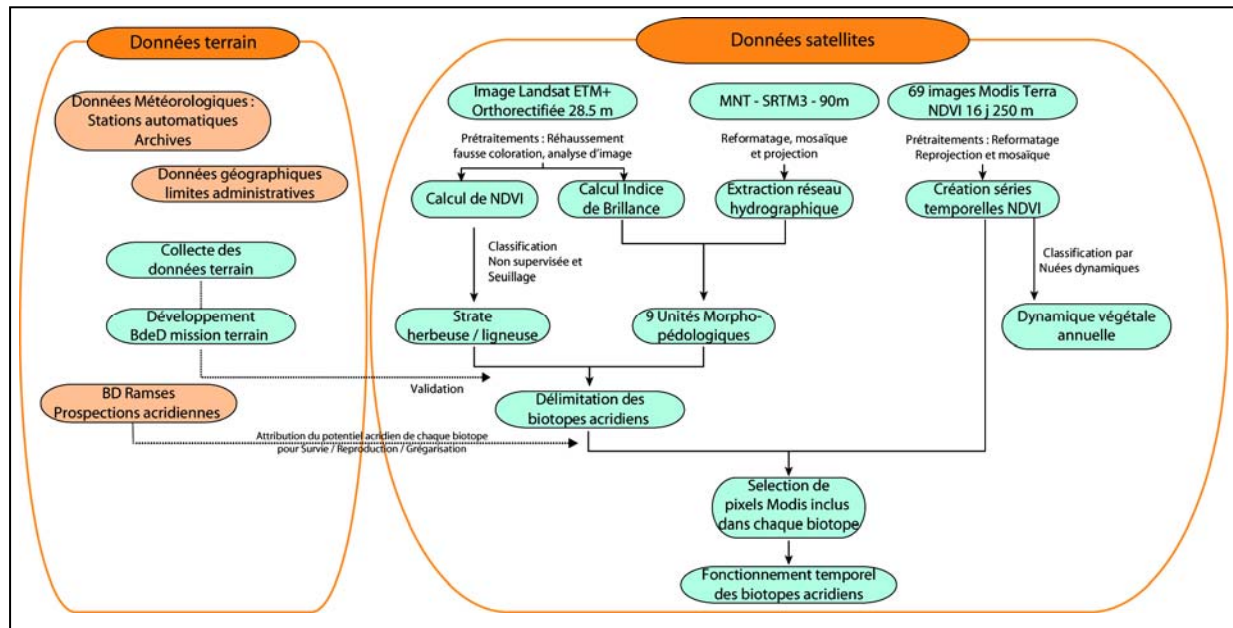 Données terrain
Données Météorologiques :
Stations automatiques
Archives
Données géographiques
limites administratives
Collecte des
données terrain
Développement
BdeD mission terrain
BD Ramses
Prospections acridiennes
Données satellites
Image Landsat ETM+
Orthorectifiée 28.5 m
MNT - SRTM3 - 90m
69 images Modis Terra
NDVI 16 j 250 m
Prétraitements : Réhaussement
fausse coloration, analyse d'image
Reformatage, mosaïque
et projection
Prétraitements : Reformatage
Reprojection et mosaïque
Calcul de NDVI
Calcul Indice
de Brillance
Extraction réseau
hydrographique
Création séries
temporelles NDVI
Classification
Non supervisée et
Seuillage
Classification par
Nuées dynamiques
Strate
herbeuse / ligneuse
9 Unités Morpho-
pédologiques
Dynamique végétale
annuelle
Validation
Délimitation des
biotopes acridiens
Attribution du potentiel acridien de chaque biotope
pour Survie / Reproduction / Grégarisation
Selection de
pixels Modis inclus
dans chaque biotope
Fonctionnement temporel
des biotopes acridiens